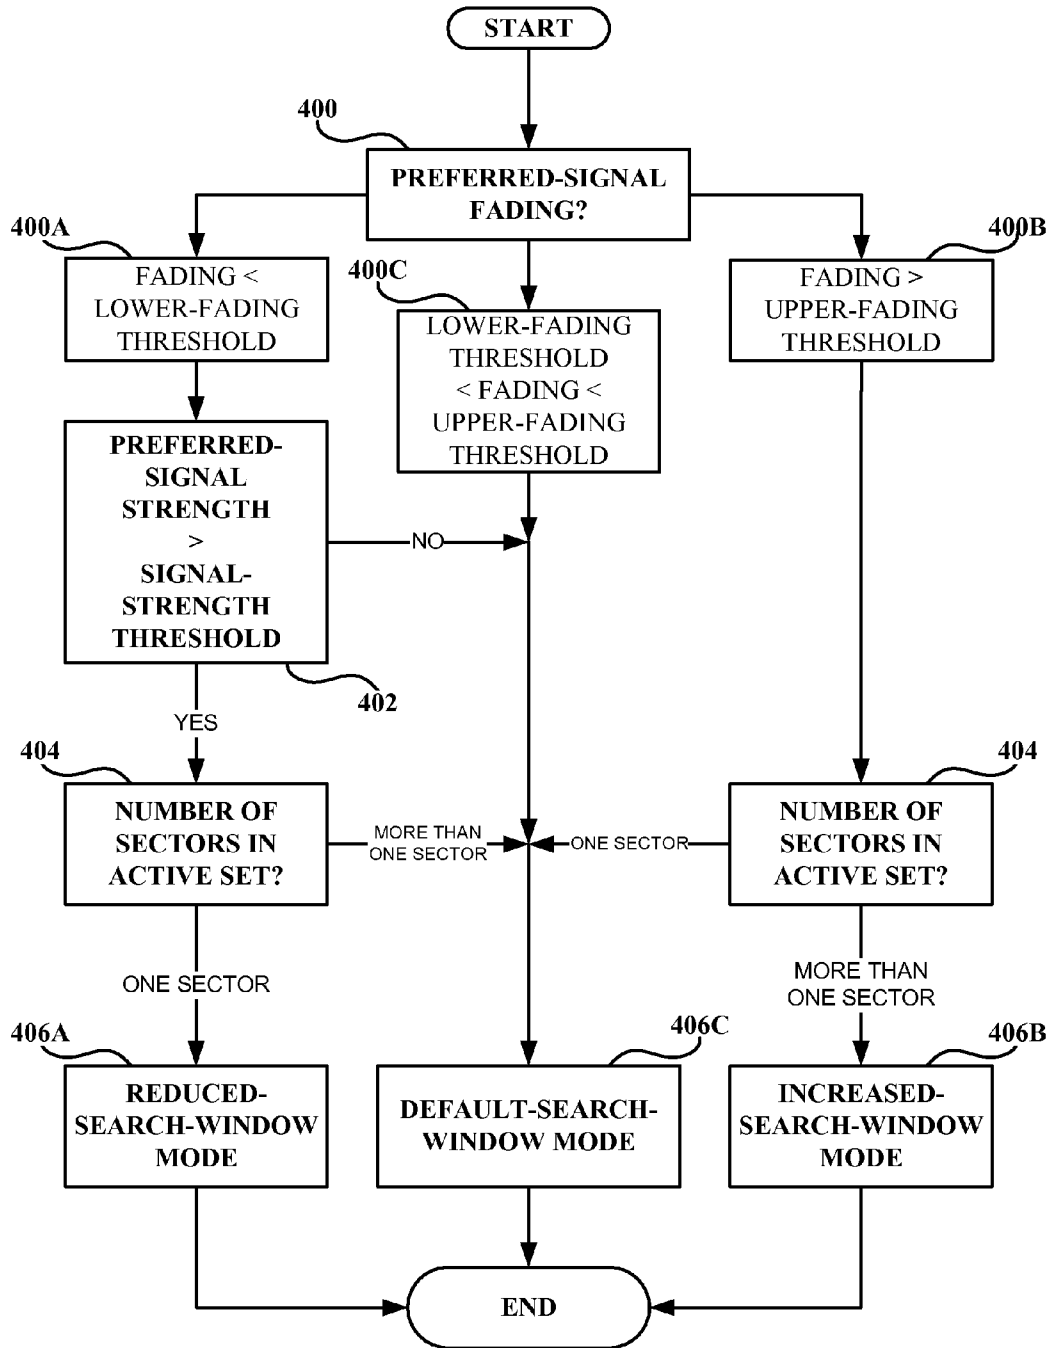 START
400
PREFERRED-SIGNAL
FADING?
400A
FADING <
LOWER-FADING
THRESHOLD
400C
LOWER-FADING
THRESHOLD
< FADING <
UPPER-FADING
THRESHOLD
400B
FADING >
UPPER-FADING
THRESHOLD
PREFERRED-
SIGNAL
STRENGTH
>
SIGNAL-
STRENGTH
THRESHOLD
402
NO
YES
404
NUMBER OF
SECTORS IN
ACTIVE SET?
MORE THAN
ONE SECTOR
ONE SECTOR
404
NUMBER OF
SECTORS IN
ACTIVE SET?
ONE SECTOR
MORE THAN
ONE SECTOR
406A
REDUCED-
SEARCH-WINDOW
MODE
406C
DEFAULT-SEARCH-
WINDOW MODE
406B
INCREASED-
SEARCH-WINDOW
MODE
END